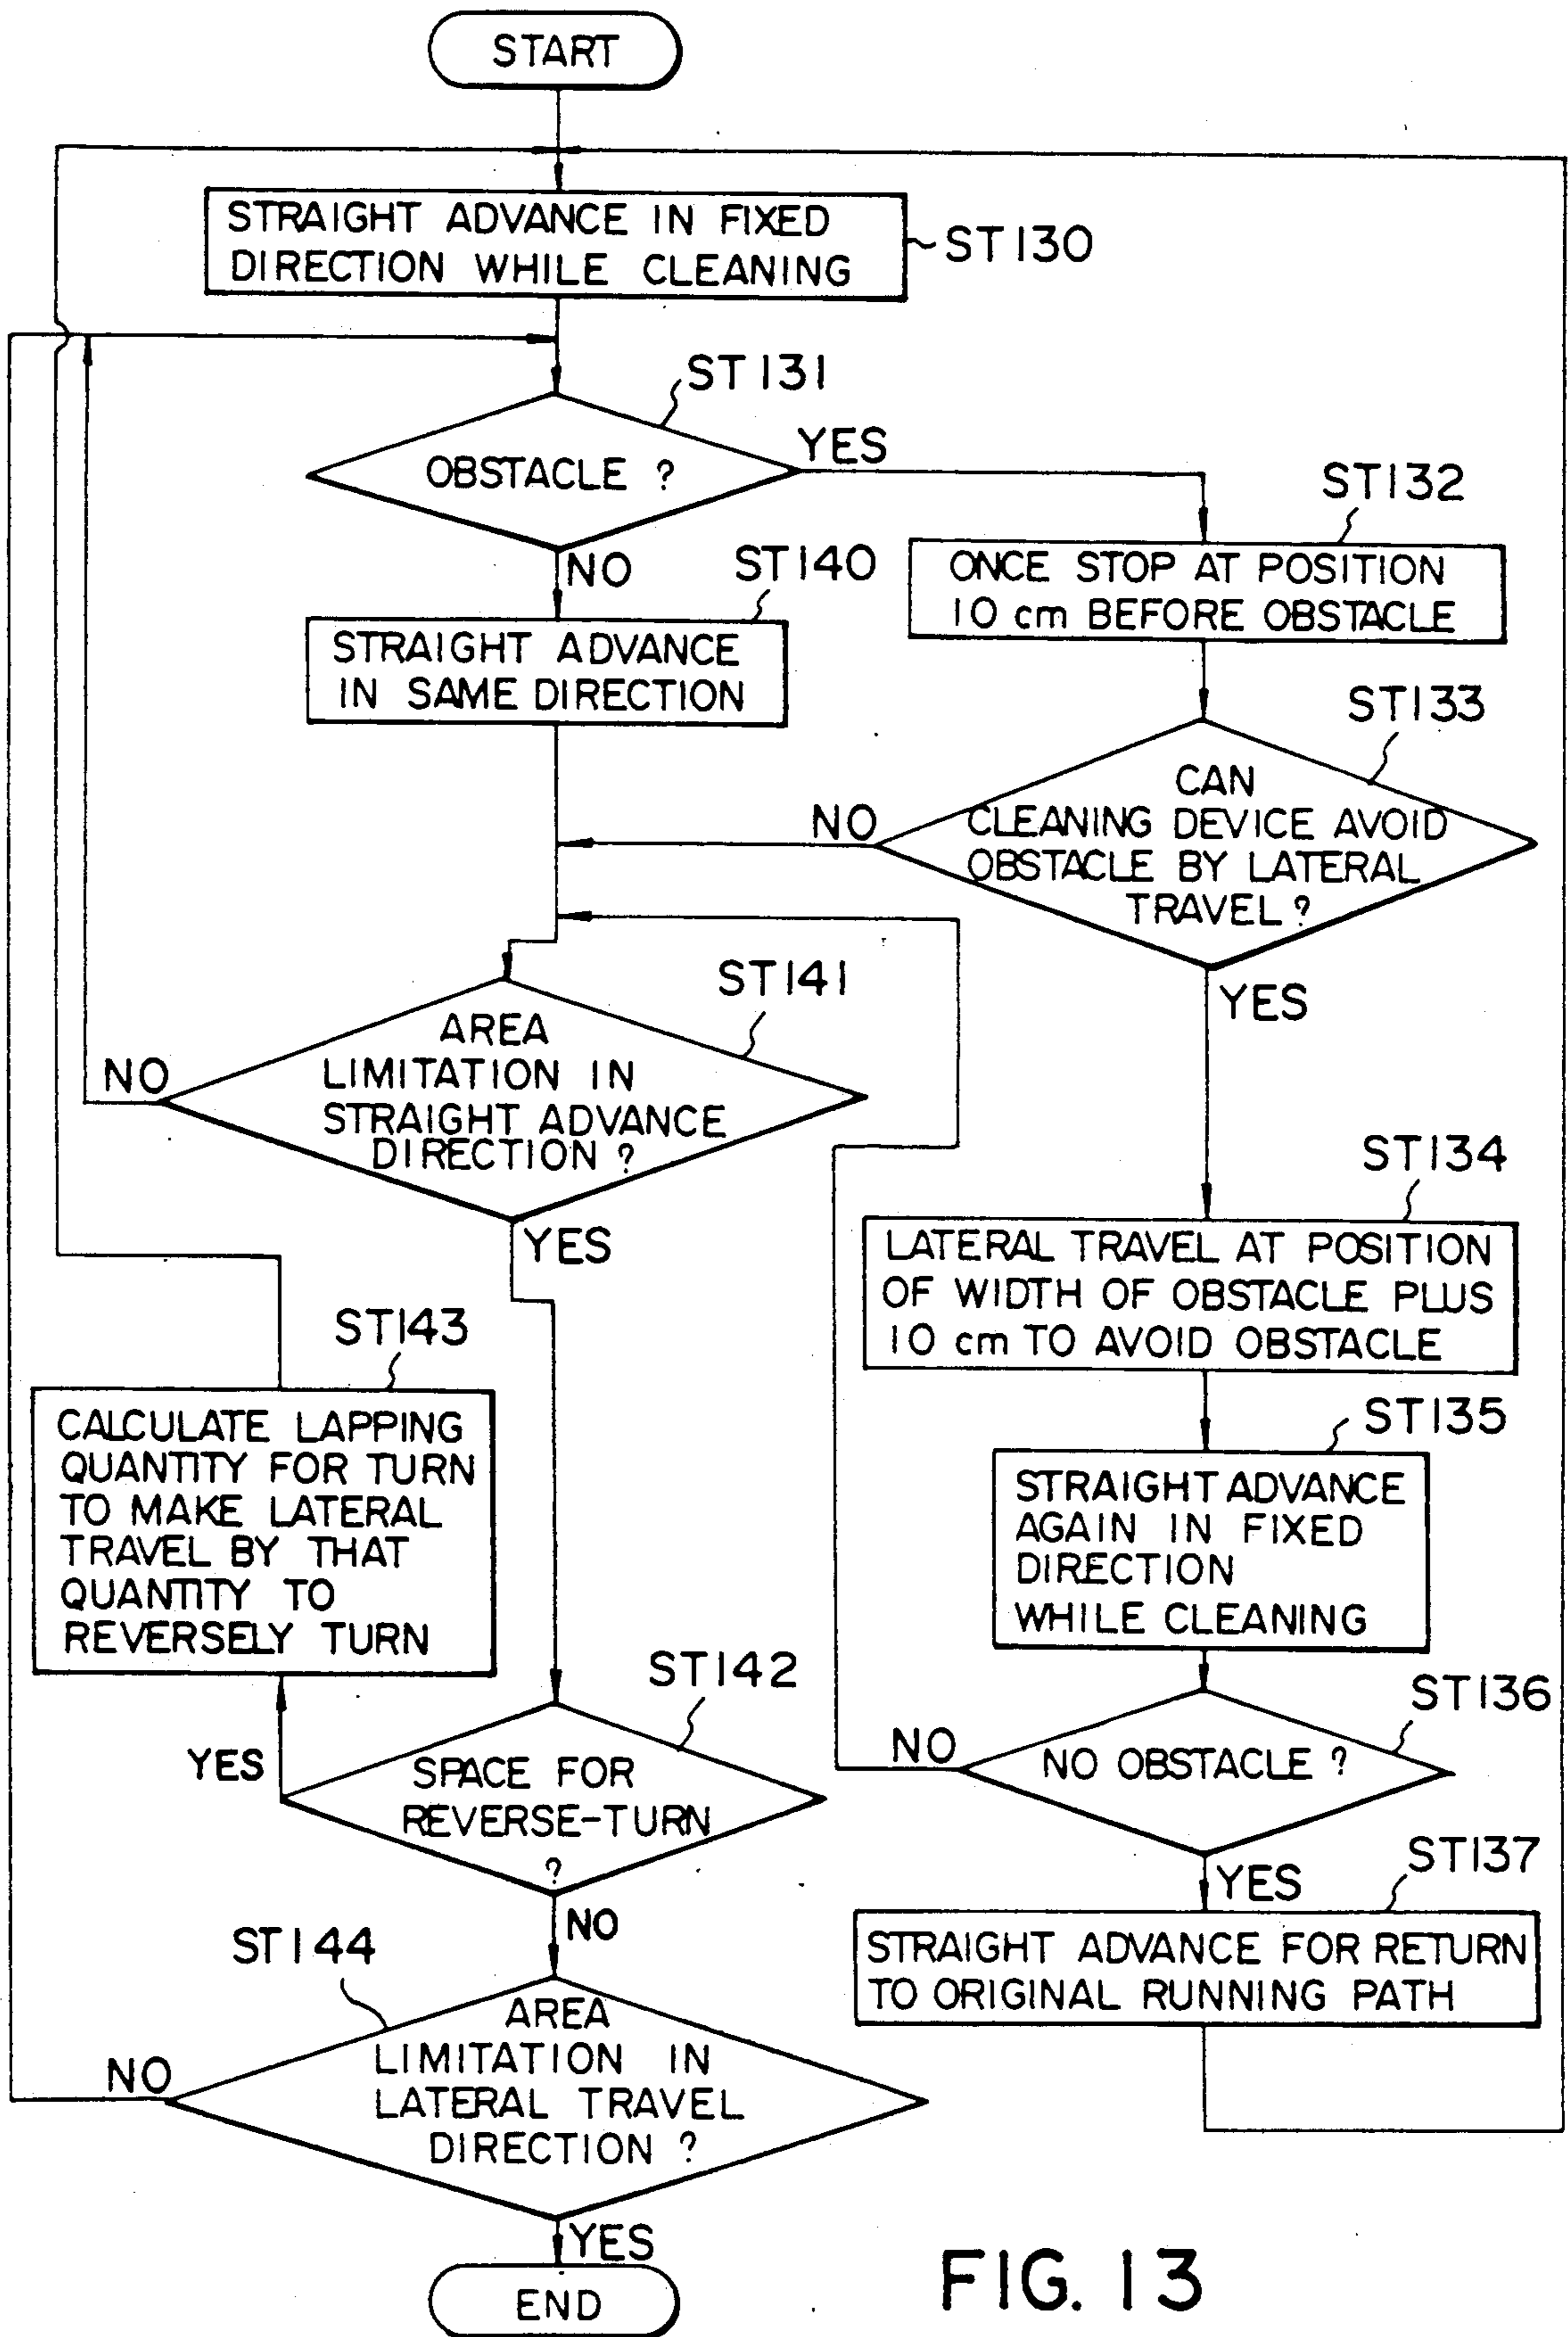 START
STRAIGHT ADVANCE IN FIXED
DIRECTION WHILE CLEANING
ST130
ST131
OBSTACLE ?
YES
NO
ST132
ONCE STOP AT POSITION
10 cm BEFORE OBSTACLE
ST140
STRAIGHT ADVANCE
IN SAME DIRECTION
ST133
CAN
CLEANING DEVICE AVOID
OBSTACLE BY LATERAL
TRAVEL ?
NO
YES
ST141
AREA
LIMITATION IN
STRAIGHT ADVANCE
DIRECTION ?
NO
YES
ST134
LATERAL TRAVEL AT POSITION
OF WIDTH OF OBSTACLE PLUS
10 cm TO AVOID OBSTACLE
ST143
CALCULATE LAPPING
QUANTITY FOR TURN
TO MAKE LATERAL
TRAVEL BY THAT
QUANTITY TO
REVERSELY TURN
ST135
STRAIGHT ADVANCE
AGAIN IN FIXED
DIRECTION
WHILE CLEANING
ST142
SPACE FOR
REVERSE-TURN
?
YES
NO
ST136
NO OBSTACLE ?
NO
YES
ST137
STRAIGHT ADVANCE FOR RETURN
TO ORIGINAL RUNNING PATH
ST144
AREA
LIMITATION IN
LATERAL TRAVEL
DIRECTION ?
NO
YES
END
FIG. 13